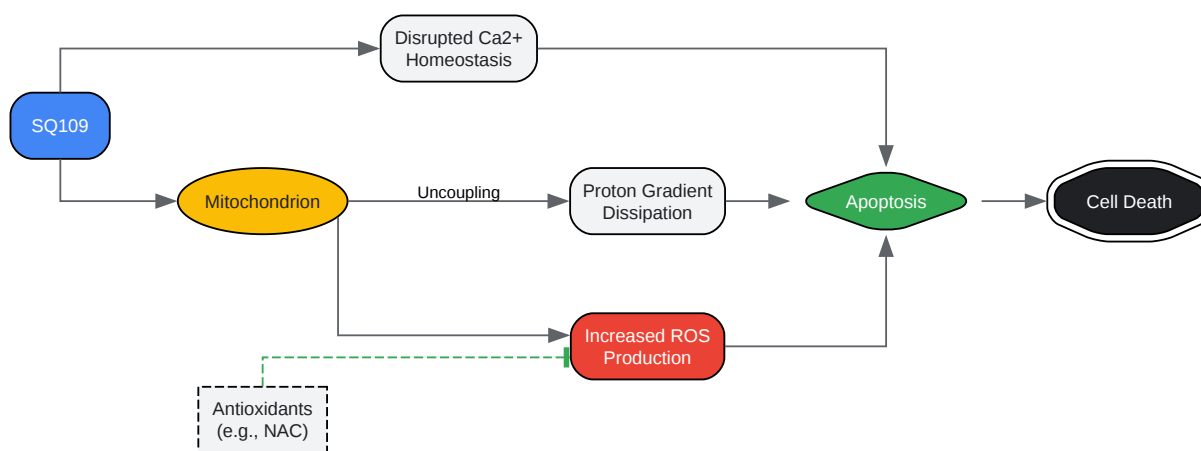 Disrupted Ca2+
Homeostasis
SQ109
Mitochondrion
Uncoupling
Proton Gradient
Dissipation
Apoptosis
Cell Death
Increased ROS
Production
Antioxidants
(e.g., NAC)